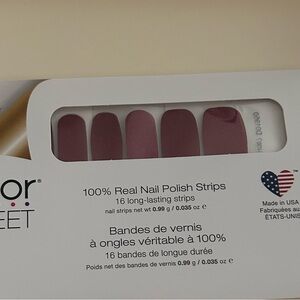 or®
EET
100% Real Nail Polish Strips
16 long-lasting strips
nail strips net wt 0.99 g / 0.035 oz ℮
Bandes de vernis
à ongles véritable à 100%
16 bandes de longue durée
Poids net des bandes de vernis 0.99 g / 0.035 oz ℮
Made in USA
Fabriquées au
ÉTATS-UNIS